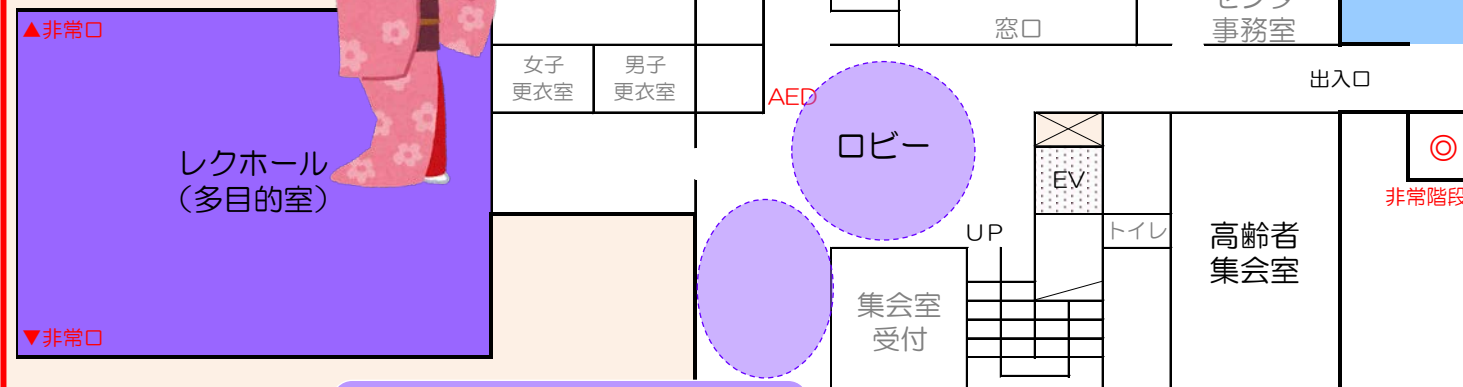 ▲非常口
レクホール
（多目的室）
▼非常口
女子
更衣室
男子
更衣室
AED
ロビー
窓口
事務室
出入口
EV
UP
トイレ
集会室
受付
高齢者
集会室
◎
非常階段